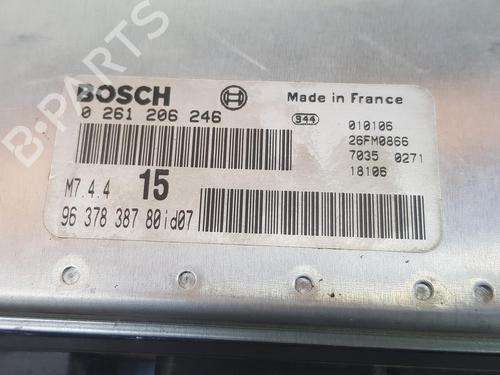 BOSCH
Made in France
0 261 206 246
944
010106
26FM0866
7035 0271
18106
M7.4.4
15
96 378 387 80id07
B-PARTS